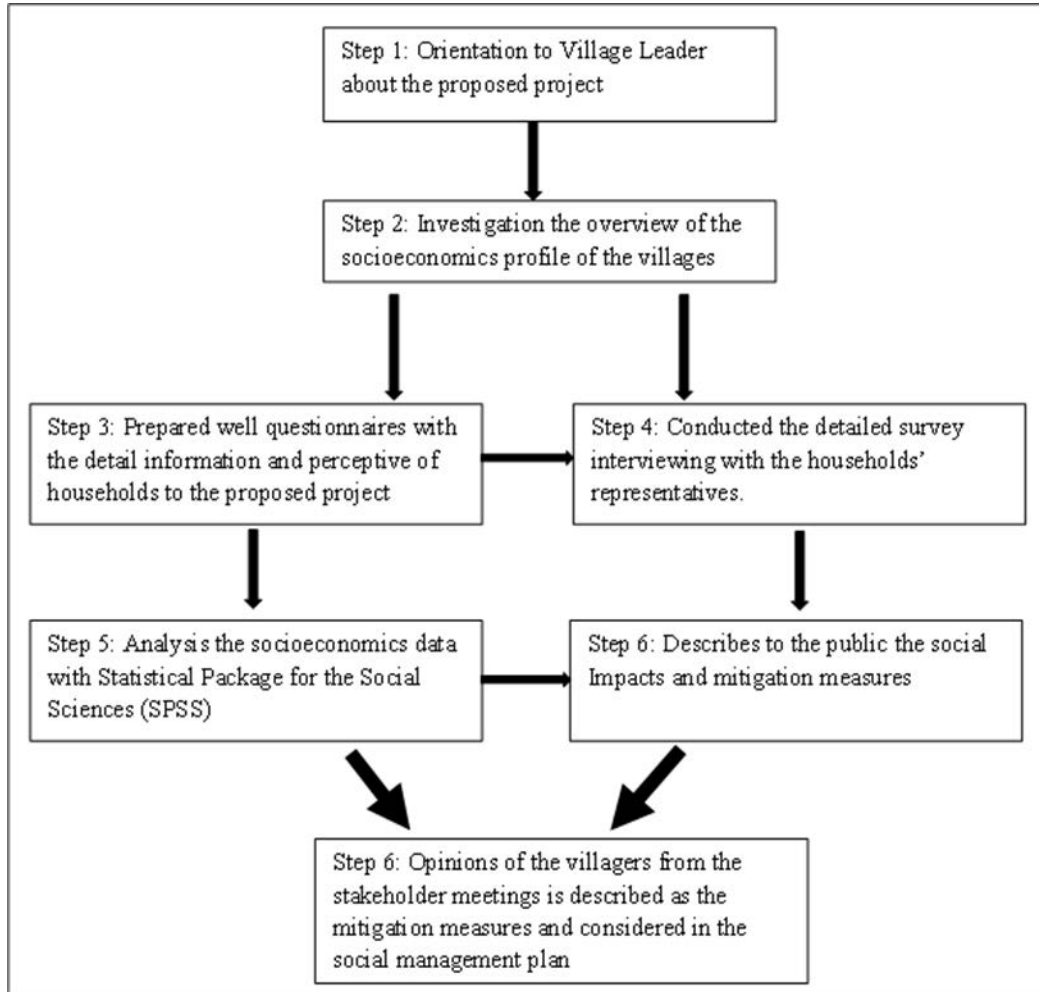 Step 1: Orientation to Village Leader
about the proposed project
Step 2: Investigation the overview of the
socioeconomics profile of the villages
Step 3: Prepared well questionnaires with
the detail information and perceptive of
households to the proposed project
Step 4: Conducted the detailed survey
interviewing with the households’
representatives.
Step 5: Analysis the socioeconomics data
with Statistical Package for the Social
Sciences (SPSS)
Step 6: Describes to the public the social
Impacts and mitigation measures
Step 6: Opinions of the villagers from the
stakeholder meetings is described as the
mitigation measures and considered in the
social management plan